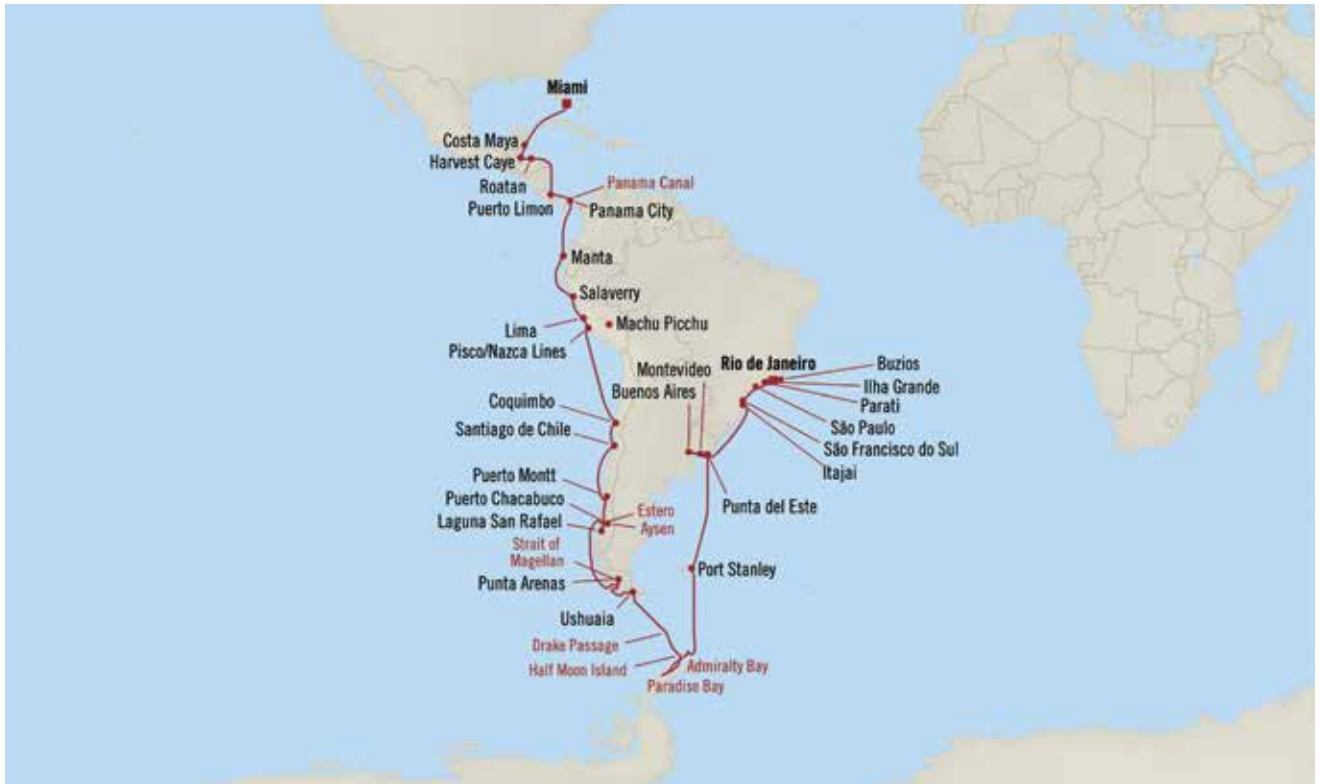 Miami
Costa Maya
Harvest Caye
Roatan
Panama Canal
Puerto Limon
Panama City
Manta
Salaverry
Lima
Machu Picchu
Pisco/Nazca Lines
Montevideo
Rio de Janeiro
Buzios
Buenos Aires
Ilha Grande
Parati
Coquimbo
São Paulo
Santiago de Chile
São Francisco do Sul
Itajai
Puerto Montt
Puerto Chacabuco
Punta del Este
Estero
Aysen
Laguna San Rafael
Strait of
Magellan
Port Stanley
Punta Arenas
Ushuaia
Drake Passage
Half Moon Island
Admiralty Bay
Paradise Bay